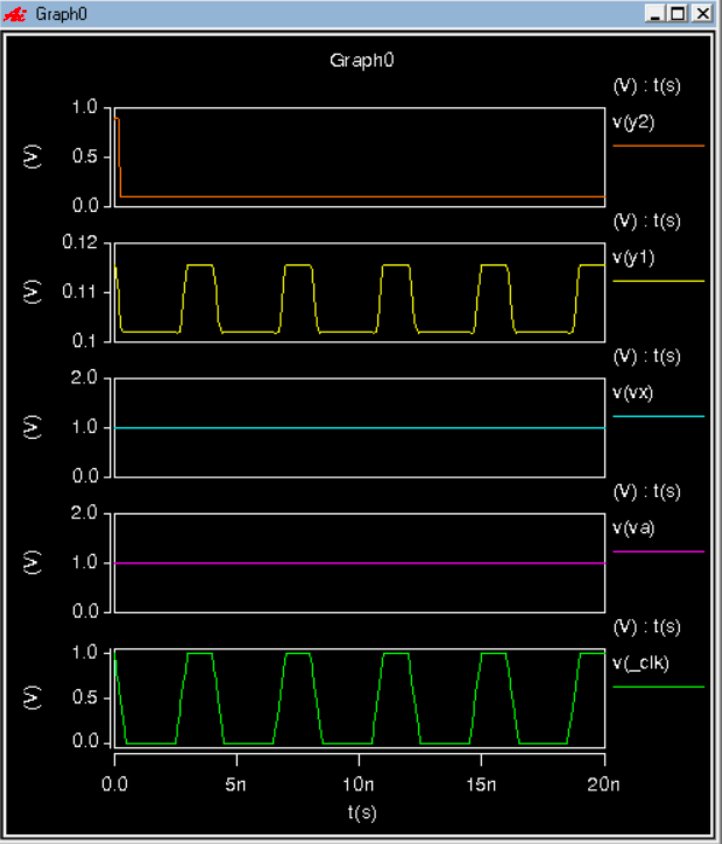 Graph0
Graph0
(V) : t(s)
1.0
v(y2)
(V)
0.5
0.0
(V) : t(s)
0.12
v(y1)
(V)
0.11
0.1
(V) : t(s)
2.0
v(vx)
(V)
1.0
0.0
(V) : t(s)
2.0
v(va)
(V)
1.0
0.0
(V) : t(s)
1.0
v(_clk)
(V)
0.5
0.0
0.0 5n 10n 15n 20n
t(s)